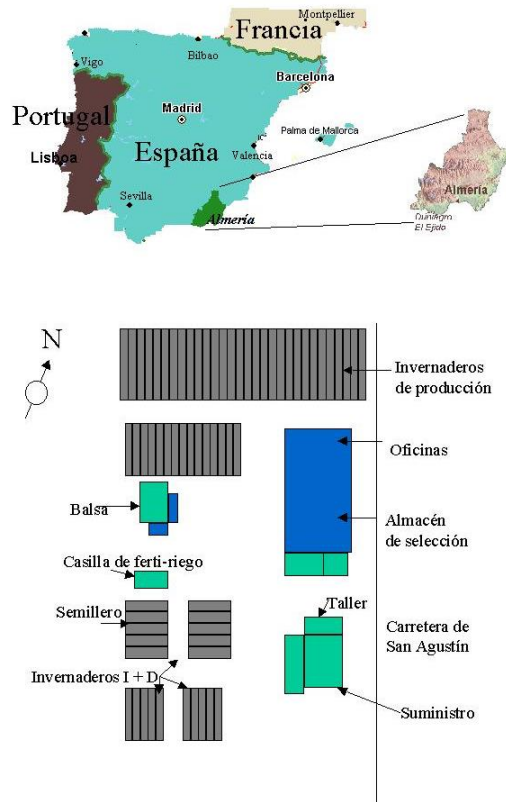 Francia
Montpellier
Vigo
Bilbao
Barcelona
Portugal
Madrid
Lisboa
España
Palma de Mallorca
Valencia
Sevilla
Almería
Almería
El Ejido
N
Invernaderos
de producción
Oficinas
Balsa
Almacén
de selección
Casilla de ferti-riego
Semillero
Taller
Carretera de
San Agustín
Invernaderos I + D
Suministro